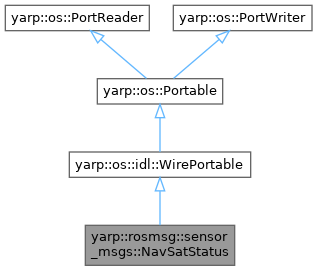 yarp::os::PortReader
yarp::os::PortWriter
yarp::os::Portable
yarp::os::idl::WirePortable
yarp::rosmsg::sensor
_msgs::NavSatStatus